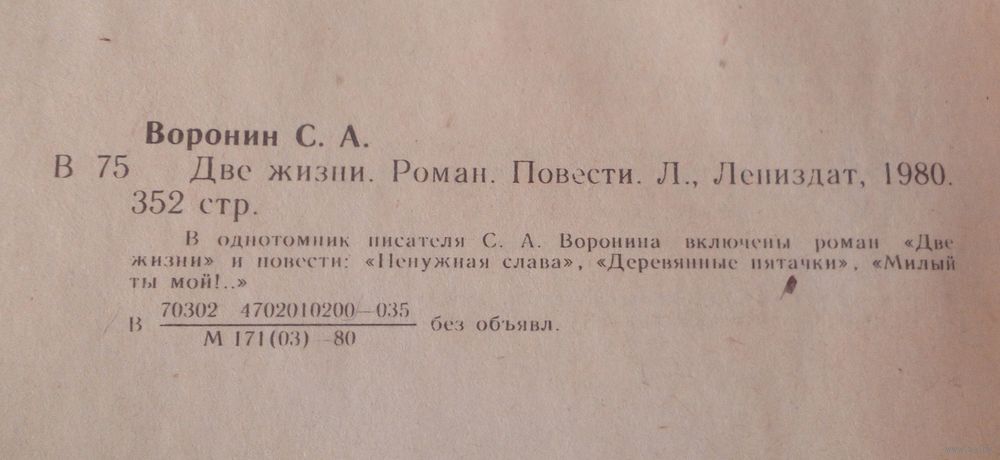 Воронин С. А.
В 75 Две жизни. Роман. Повести. Л., Лениздат, 1980.
352 стр.
В однотомник писателя С. А. Воронина включены роман «Две
жизни» и повести: «Ненужная слава», «Деревянные пятачки», «Милый
ты мой!..»
В 70302 4702010200—035
М 171(03)—80 без объявл.